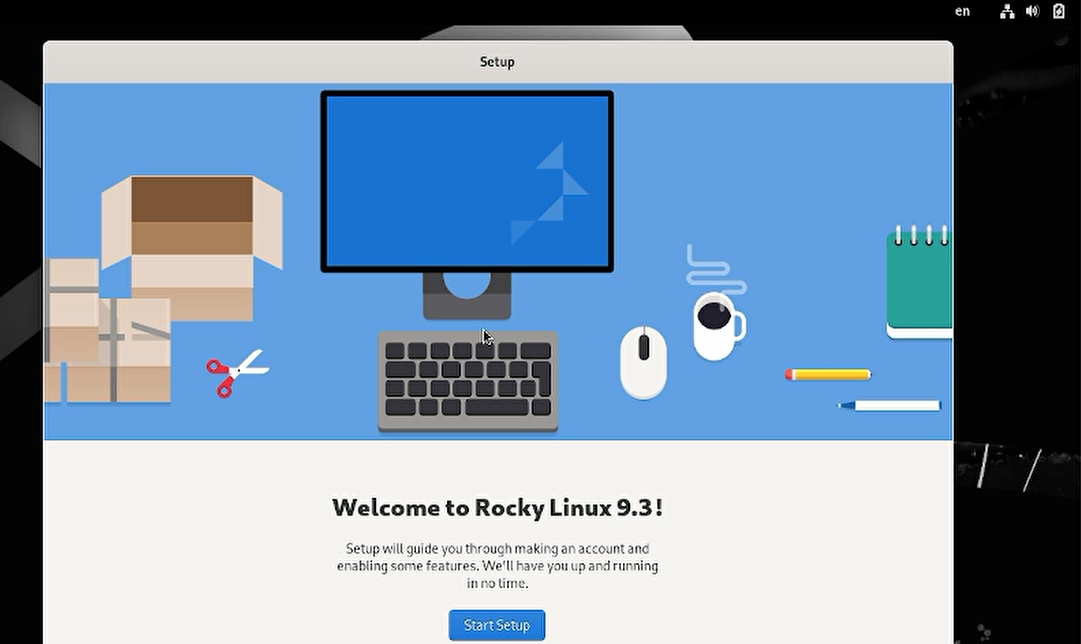 en
Setup
Welcome to Rocky Linux 9.3!
Setup will guide you through making an account and
enabling some features. We'll have you up and running
in no time.
Start Setup